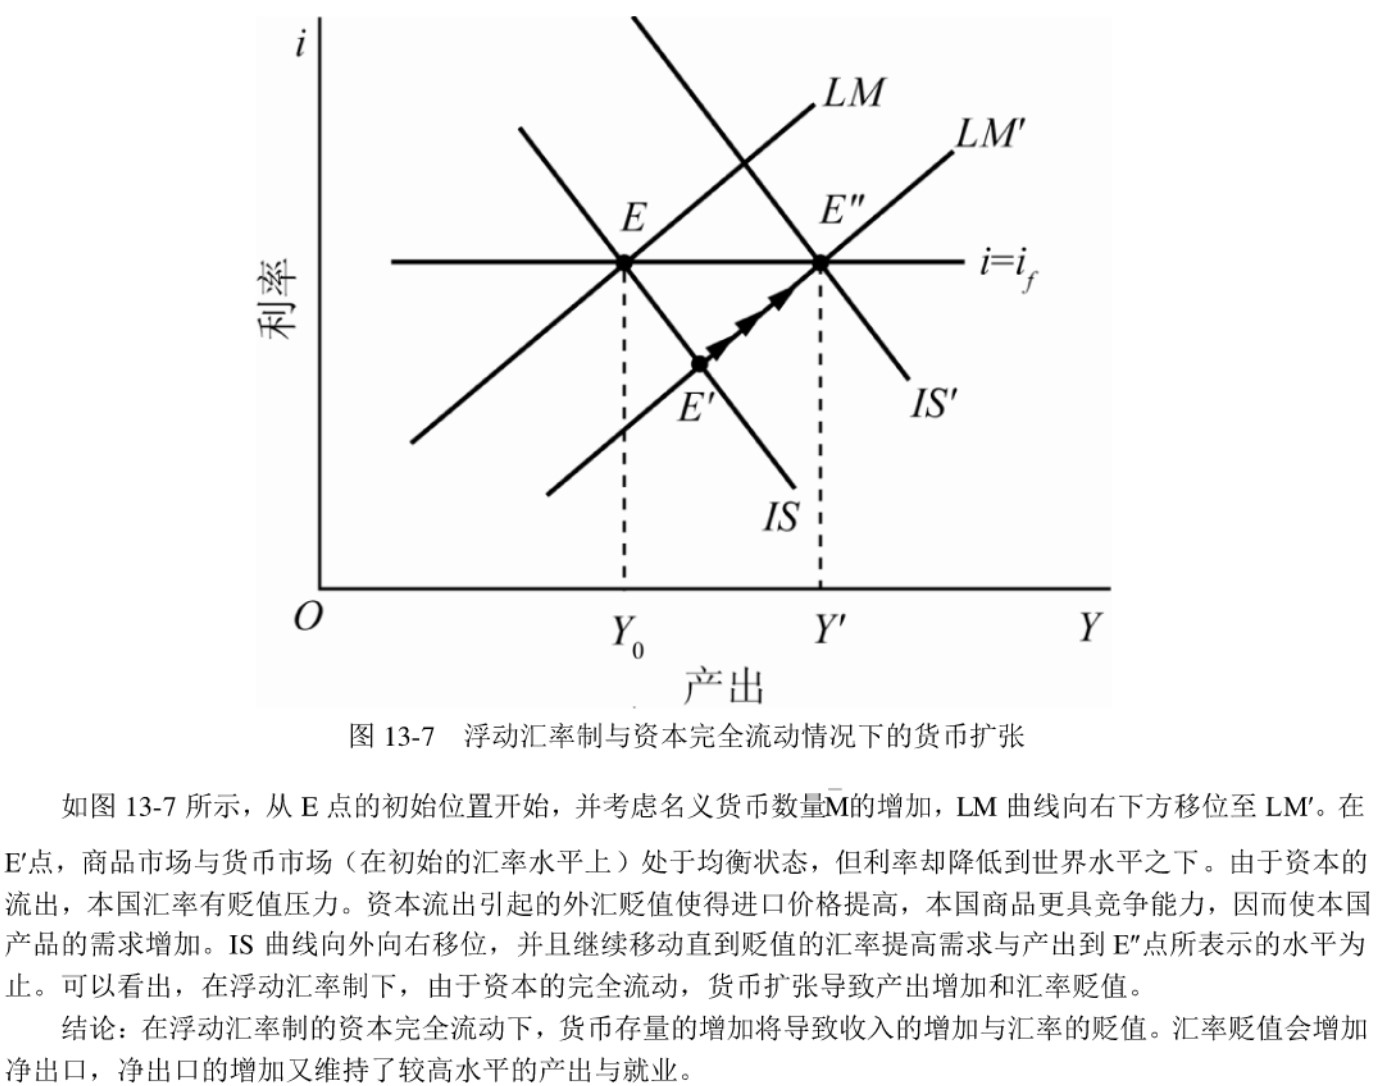 i
LM
LM′
E
E″
i=if
利率
E′
IS′
IS
O
Y0
Y′
Y
产出
图 13-7 浮动汇率制与资本完全流动情况下的货币扩张
如图 13-7 所示，从 E 点的初始位置开始，并考虑名义货币数量M̄的增加，LM 曲线向右下方移位至 LM′。在
E′点，商品市场与货币市场（在初始的汇率水平上）处于均衡状态，但利率却降低到世界水平之下。由于资本的
流出，本国汇率有贬值压力。资本流出引起的外汇贬值使得进口价格提高，本国商品更具竞争能力，因而使本国
产品的需求增加。IS 曲线向外向右移位，并且继续移动直到贬值的汇率提高需求与产出到 E″点所表示的水平为
止。可以看出，在浮动汇率制下，由于资本的完全流动，货币扩张导致产出增加和汇率贬值。
结论：在浮动汇率制的资本完全流动下，货币存量的增加将导致收入的增加与汇率的贬值。汇率贬值会增加
净出口，净出口的增加又维持了较高水平的产出与就业。